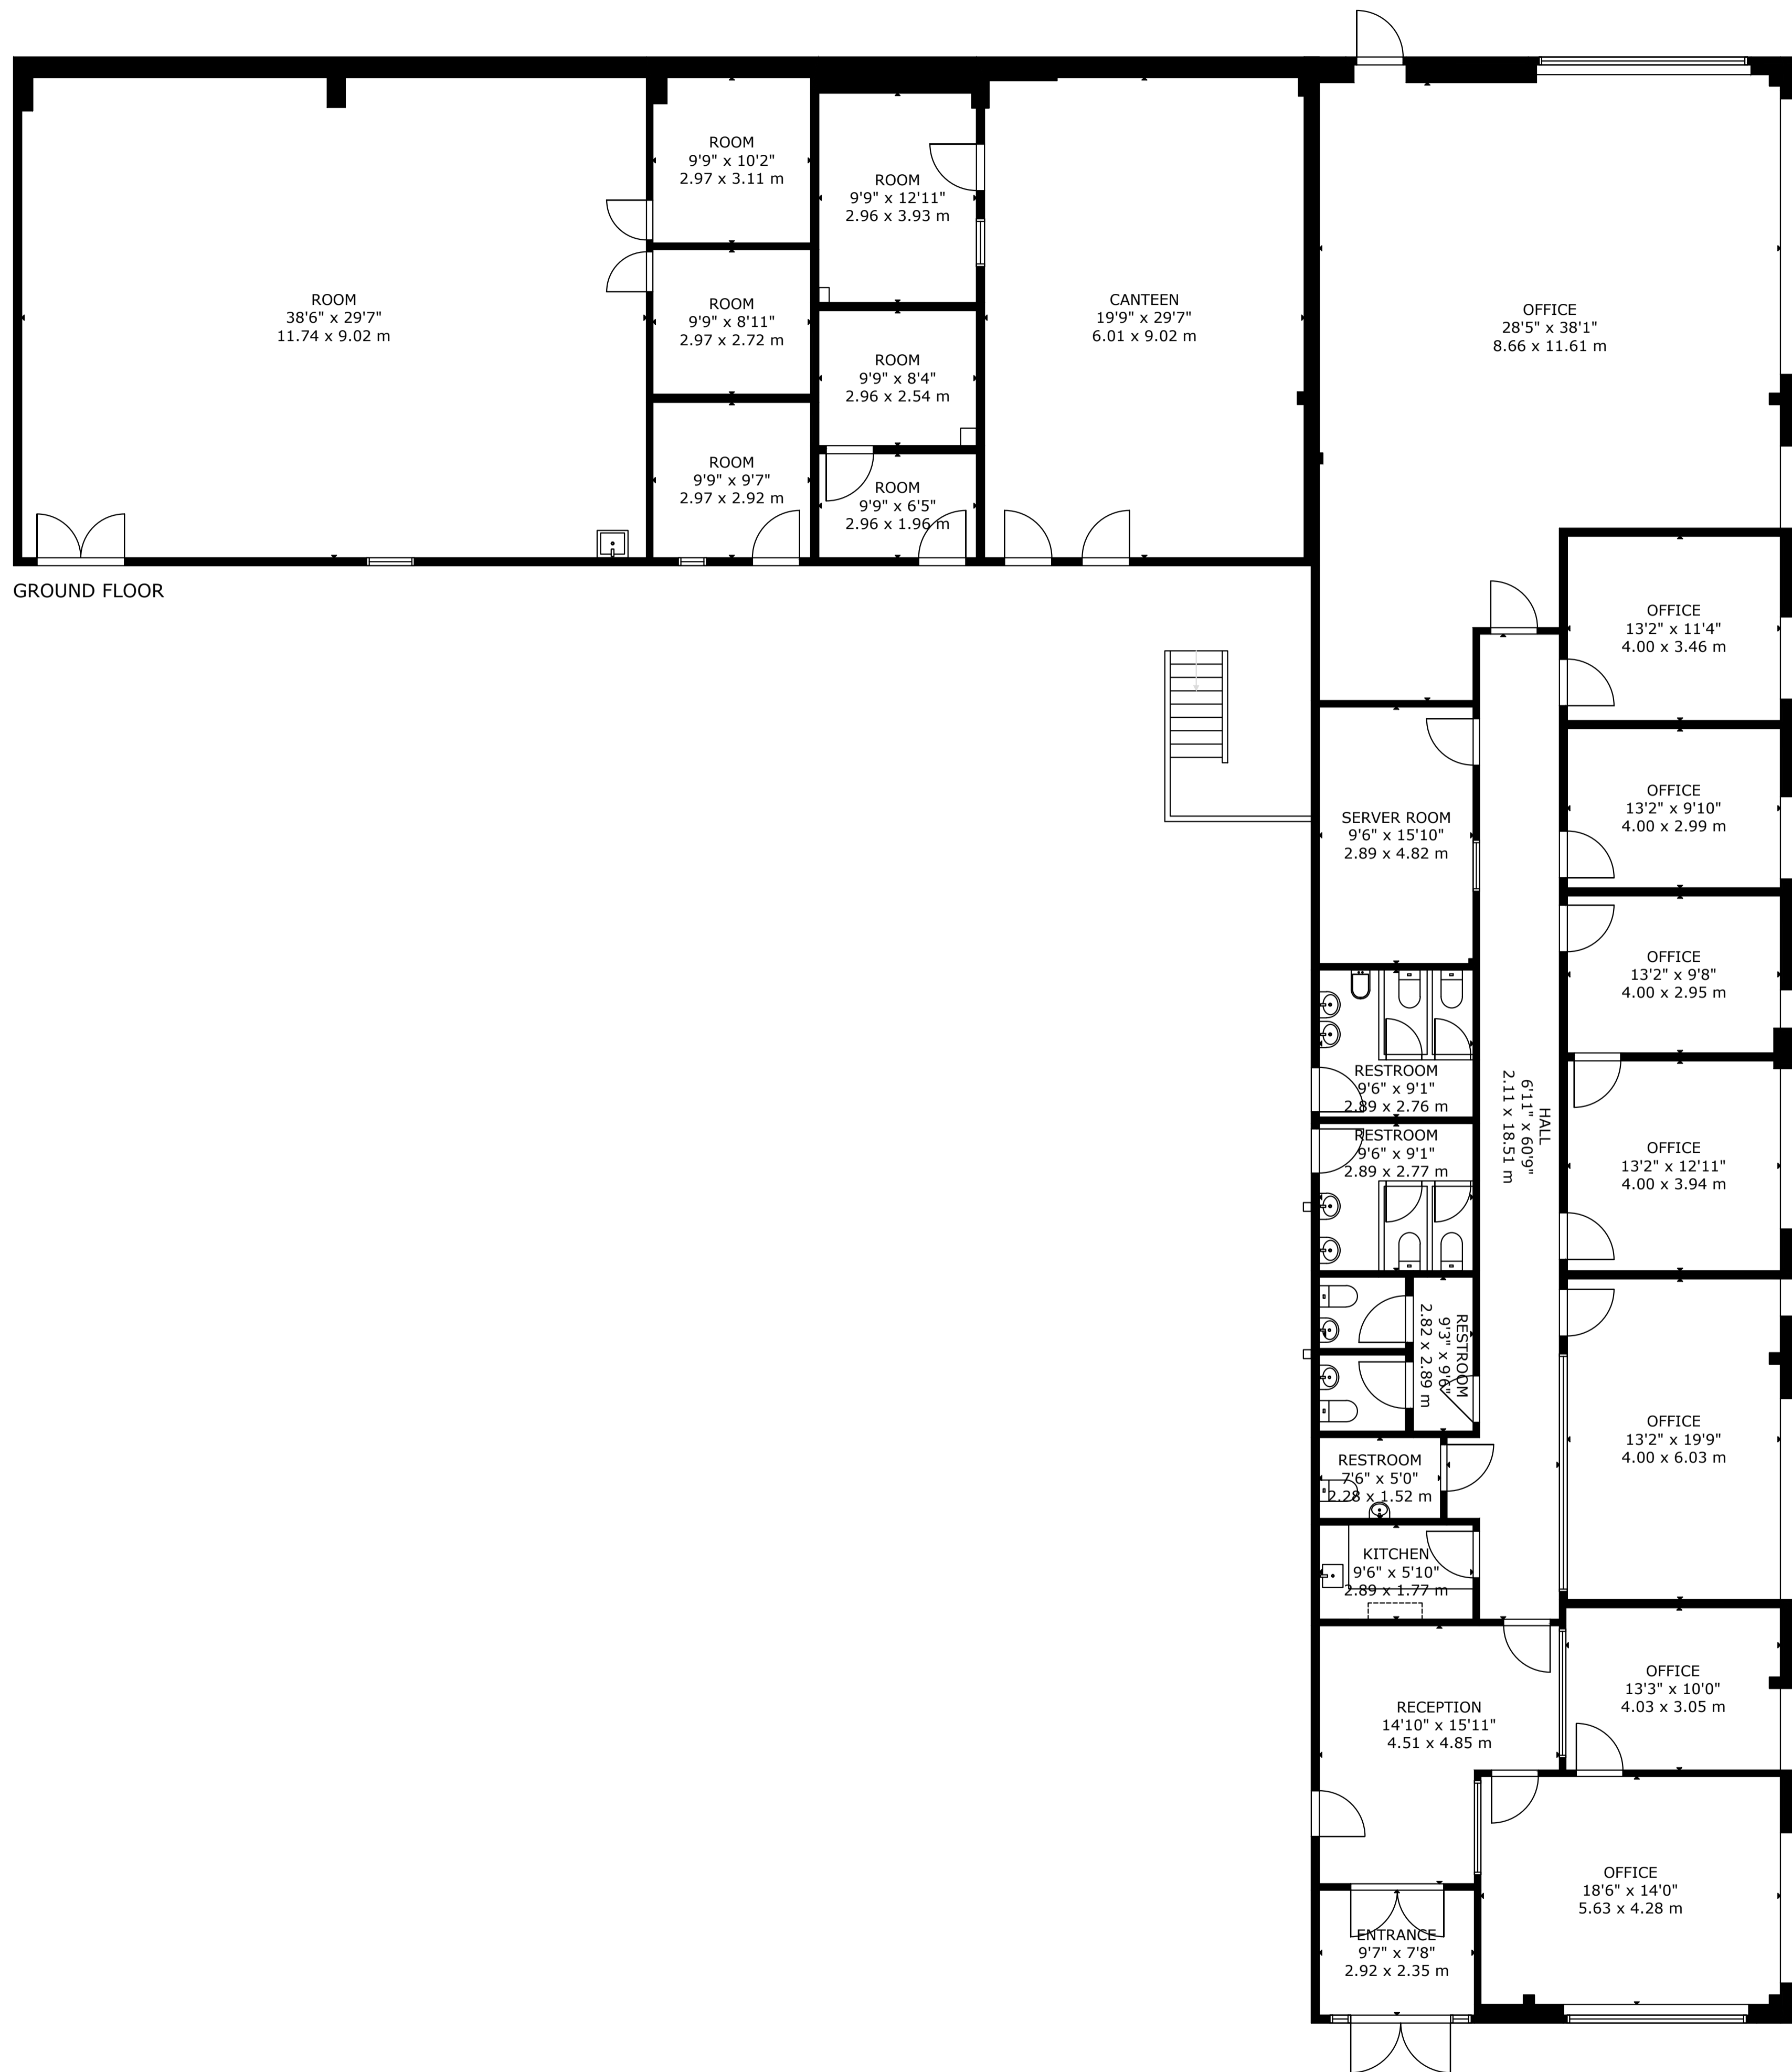 ROOM
38'6" x 29'7"
11.74 x 9.02 m
ROOM
9'9" x 10'2"
2.97 x 3.11 m
ROOM
9'9" x 8'11"
2.97 x 2.72 m
ROOM
9'9" x 9'7"
2.97 x 2.92 m
ROOM
9'9" x 12'11"
2.96 x 3.93 m
ROOM
9'9" x 8'4"
2.96 x 2.54 m
ROOM
9'9" x 6'5"
2.96 x 1.96 m
CANTEEN
19'9" x 29'7"
6.01 x 9.02 m
OFFICE
28'5" x 38'1"
8.66 x 11.61 m
GROUND FLOOR
OFFICE
13'2" x 11'4"
4.00 x 3.46 m
OFFICE
13'2" x 9'10"
4.00 x 2.99 m
SERVER ROOM
9'6" x 15'10"
2.89 x 4.82 m
OFFICE
13'2" x 9'8"
4.00 x 2.95 m
RESTROOM
9'6" x 9'1"
2.89 x 2.76 m
HALL
6'11" x 60'9"
2.11 x 18.51 m
RESTROOM
9'6" x 9'1"
2.89 x 2.77 m
OFFICE
13'2" x 12'11"
4.00 x 3.94 m
RESTROOM
9'3" x 9'6"
2.82 x 2.89 m
OFFICE
13'2" x 19'9"
4.00 x 6.03 m
RESTROOM
7'6" x 5'0"
2.28 x 1.52 m
KITCHEN
9'6" x 5'10"
2.89 x 1.77 m
OFFICE
13'3" x 10'0"
4.03 x 3.05 m
RECEPTION
14'10" x 15'11"
4.51 x 4.85 m
OFFICE
18'6" x 14'0"
5.63 x 4.28 m
ENTRANCE
9'7" x 7'8"
2.92 x 2.35 m